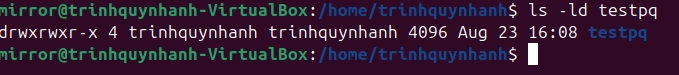 mirror@trinhquynhanh-VirtualBox:/home/trinhquynhanh$ ls -ld testpq
drwxrwxr-x 4 trinhquynhanh trinhquynhanh 4096 Aug 23 16:08 testpq
mirror@trinhquynhanh-VirtualBox:/home/trinhquynhanh$